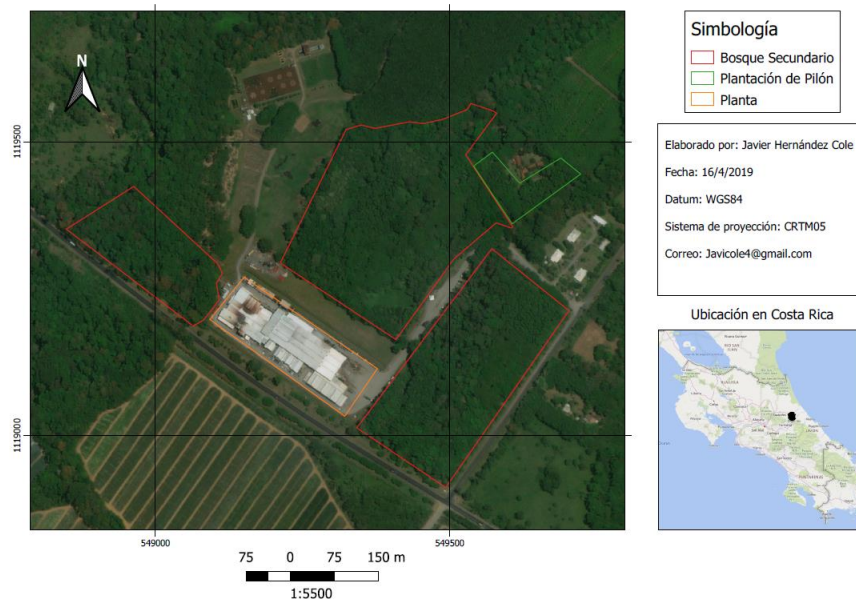 N
1119500
1119000
549000
549500
75 0 75 150 m
1:5500
Simbología
Bosque Secundario
Plantación de Pilón
Planta
Elaborado por: Javier Hernández Cole
Fecha: 16/4/2019
Datum: WGS84
Sistema de proyección: CRTM05
Correo: Javicole4@gmail.com
Ubicación en Costa Rica